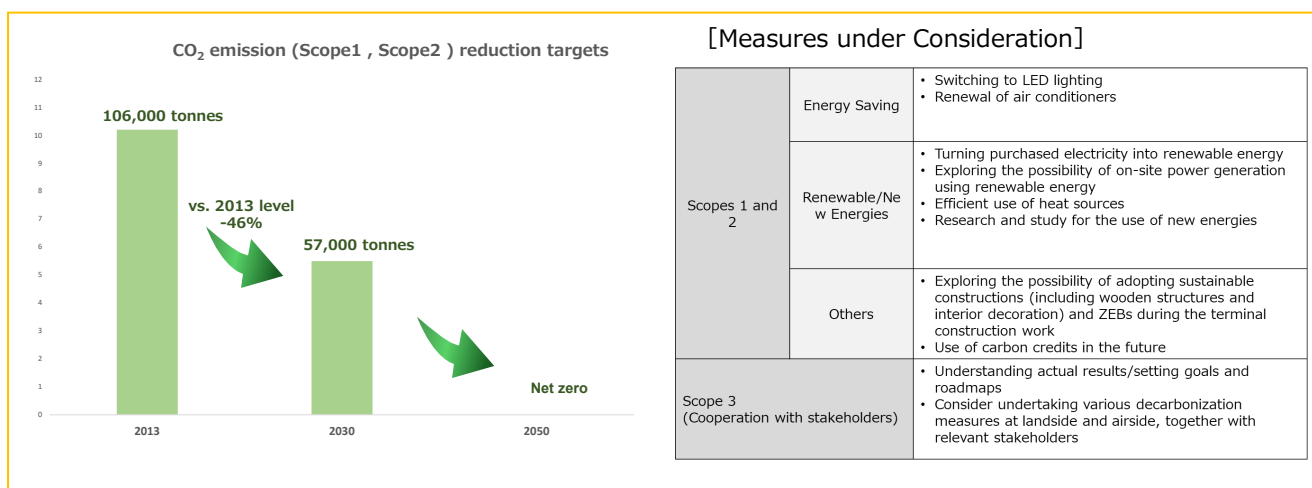 CO₂ emission (Scope1 , Scope2 ) reduction targets
12
11
10
9
8
7
6
5
4
3
2
1
0
106,000 tonnes
vs. 2013 level
-46%
57,000 tonnes
Net zero
2013
2030
2050
[Measures under Consideration]
Scopes 1 and
2
Energy Saving
• Switching to LED lighting
• Renewal of air conditioners
Renewable/Ne
w Energies
• Turning purchased electricity into renewable energy
• Exploring the possibility of on-site power generation
using renewable energy
• Efficient use of heat sources
• Research and study for the use of new energies
Others
• Exploring the possibility of adopting sustainable
constructions (including wooden structures and
interior decoration) and ZEBs during the terminal
construction work
• Use of carbon credits in the future
Scope 3
(Cooperation with stakeholders)
• Understanding actual results/setting goals and
roadmaps
• Consider undertaking various decarbonization
measures at landside and airside, together with
relevant stakeholders